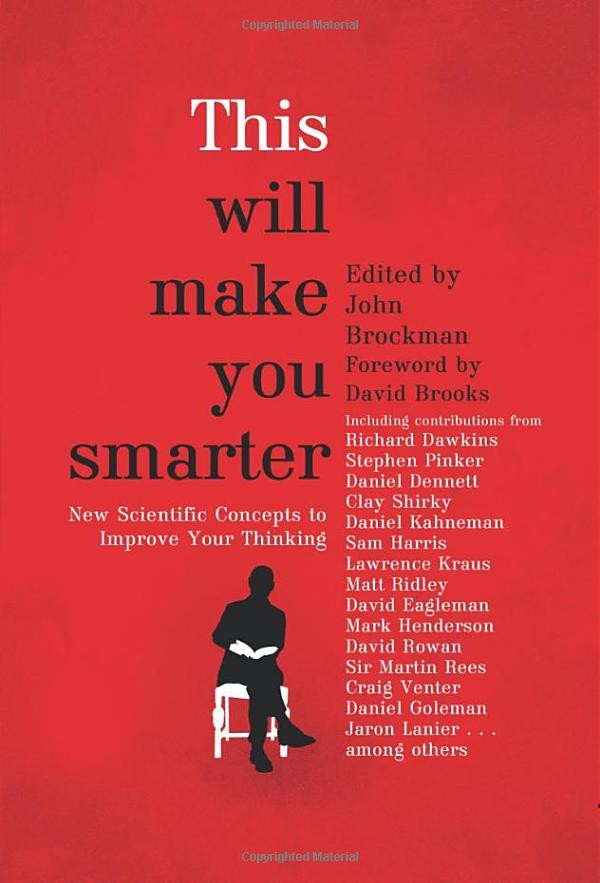 Copyrighted Material
This
will
make
you
smarter
New Scientific Concepts to
Improve Your Thinking
Edited by
John
Brockman
Foreword by
David Brooks
Including contributions from
Richard Dawkins
Stephen Pinker
Daniel Dennett
Clay Shirky
Daniel Kahneman
Sam Harris
Lawrence Kraus
Matt Ridley
David Eagleman
Mark Henderson
David Rowan
Sir Martin Rees
Craig Venter
Daniel Goleman
Jaron Lanier . . .
among others
Copyrighted Material